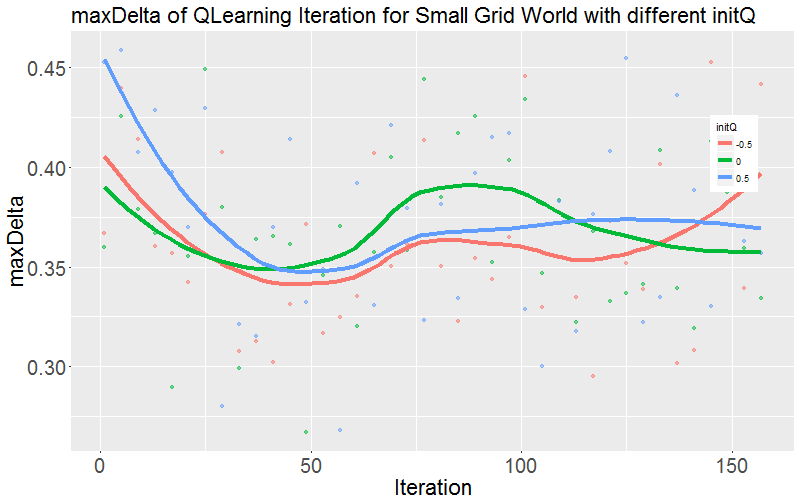 maxDelta of QLearning Iteration for Small Grid World with different initQ
maxDelta
0.45
0.40
0.35
0.30
initQ
-0.5
0
0.5
0
50
100
150
Iteration